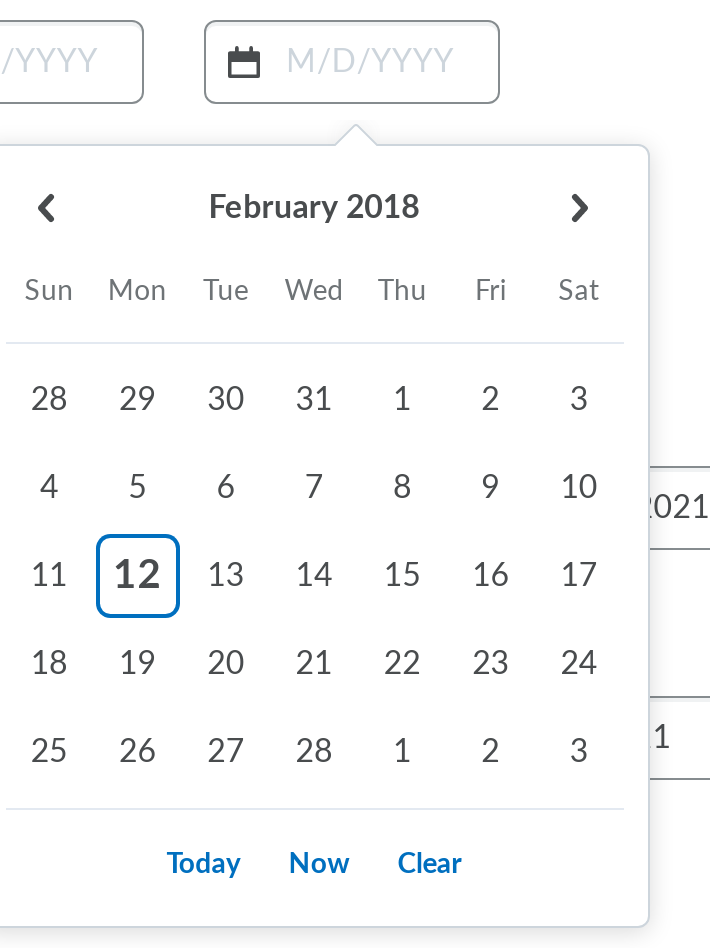 /YYYY M/D/YYYY
February 2018
Sun Mon Tue Wed Thu Fri Sat
28 29 30 31 1 2 3
4 5 6 7 8 9 10
2021
11 12 13 14 15 16 17
18 19 20 21 22 23 24
25 26 27 28 1 2 3
1
Today Now Clear